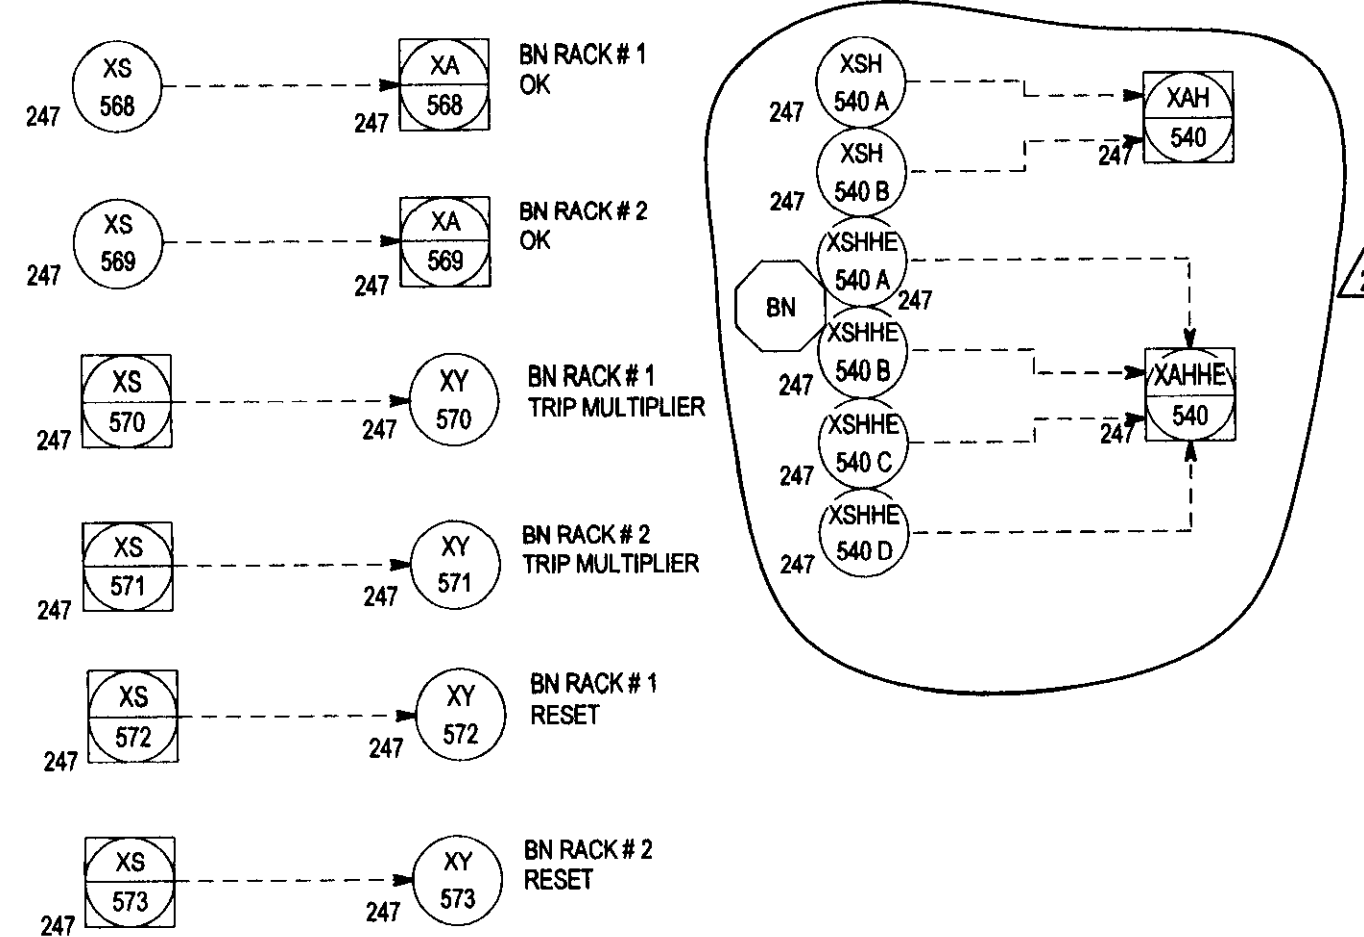 XS
568
247
XA
568
247
BN RACK # 1
OK
XS
569
247
XA
569
247
BN RACK # 2
OK
XS
570
247
XY
570
247
BN RACK # 1
TRIP MULTIPLIER
XS
571
247
XY
571
247
BN RACK # 2
TRIP MULTIPLIER
XS
572
247
XY
572
247
BN RACK # 1
RESET
XS
573
247
XY
573
247
BN RACK # 2
RESET
XSH
540 A
247
XSH
540 B
247
XAH
540
247
BN
XSHHE
540 A
247
XSHHE
540 B
247
XSHHE
540 C
247
XSHHE
540 D
247
XAHHE
540
247